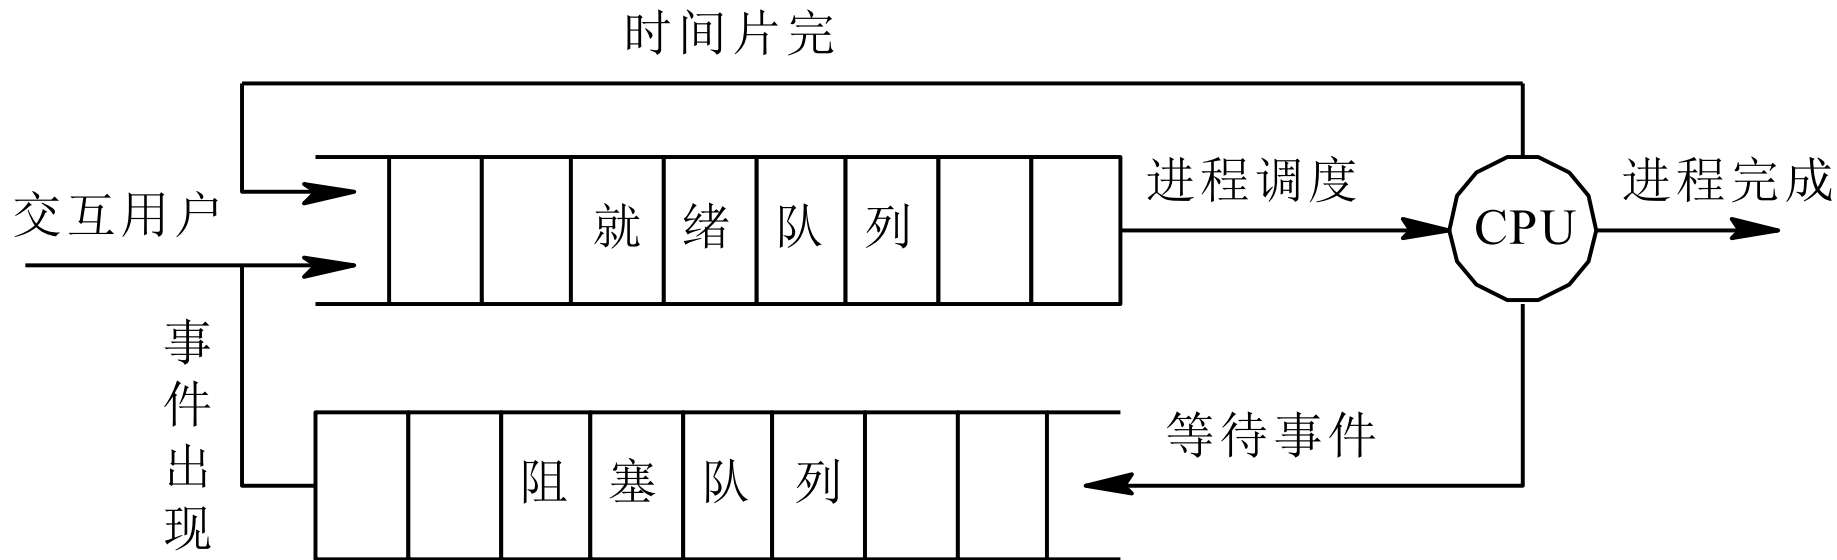 时间片完
交互用户
就绪队列
进程调度
CPU
进程完成
事件出现
阻塞队列
等待事件